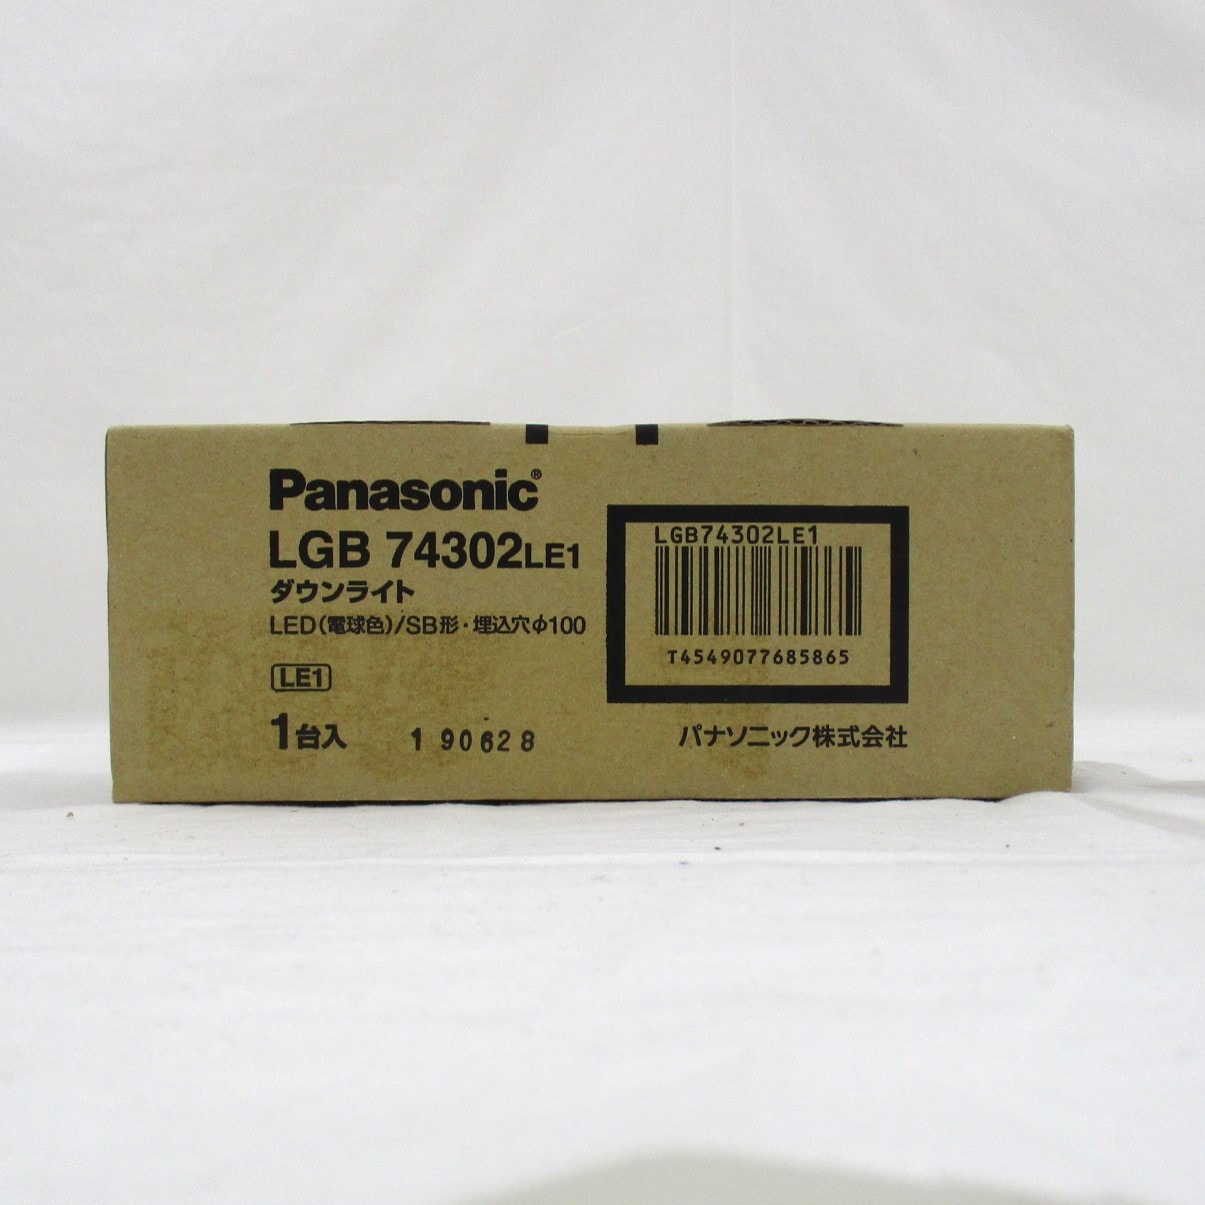 Panasonic®
LGB 74302LE1
ダウンライト
LED(電球色)/SB形・埋込穴φ100
LE1
1台入
190628
LGB74302LE1
T4549077685865
パナソニック株式会社